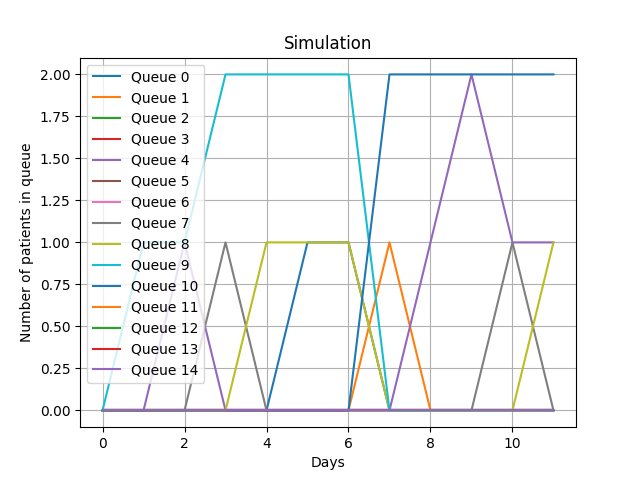 Simulation
2.00
1.75
1.50
1.25
1.00
0.75
0.50
0.25
0.00
Number of patients in queue
Queue 0
Queue 1
Queue 2
Queue 3
Queue 4
Queue 5
Queue 6
Queue 7
Queue 8
Queue 9
Queue 10
Queue 11
Queue 12
Queue 13
Queue 14
0 2 4 6 8 10
Days